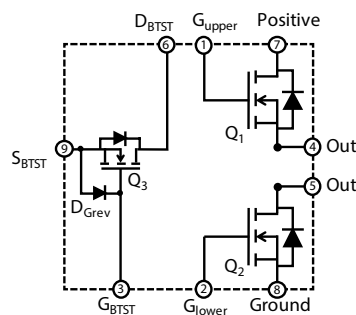 D_BTST G_upper Positive
6 1 7
Q_1
4 Out
9
S_BTST
Q_3
5 Out
D_Grev
Q_2
3 2 8
G_BTST G_lower Ground